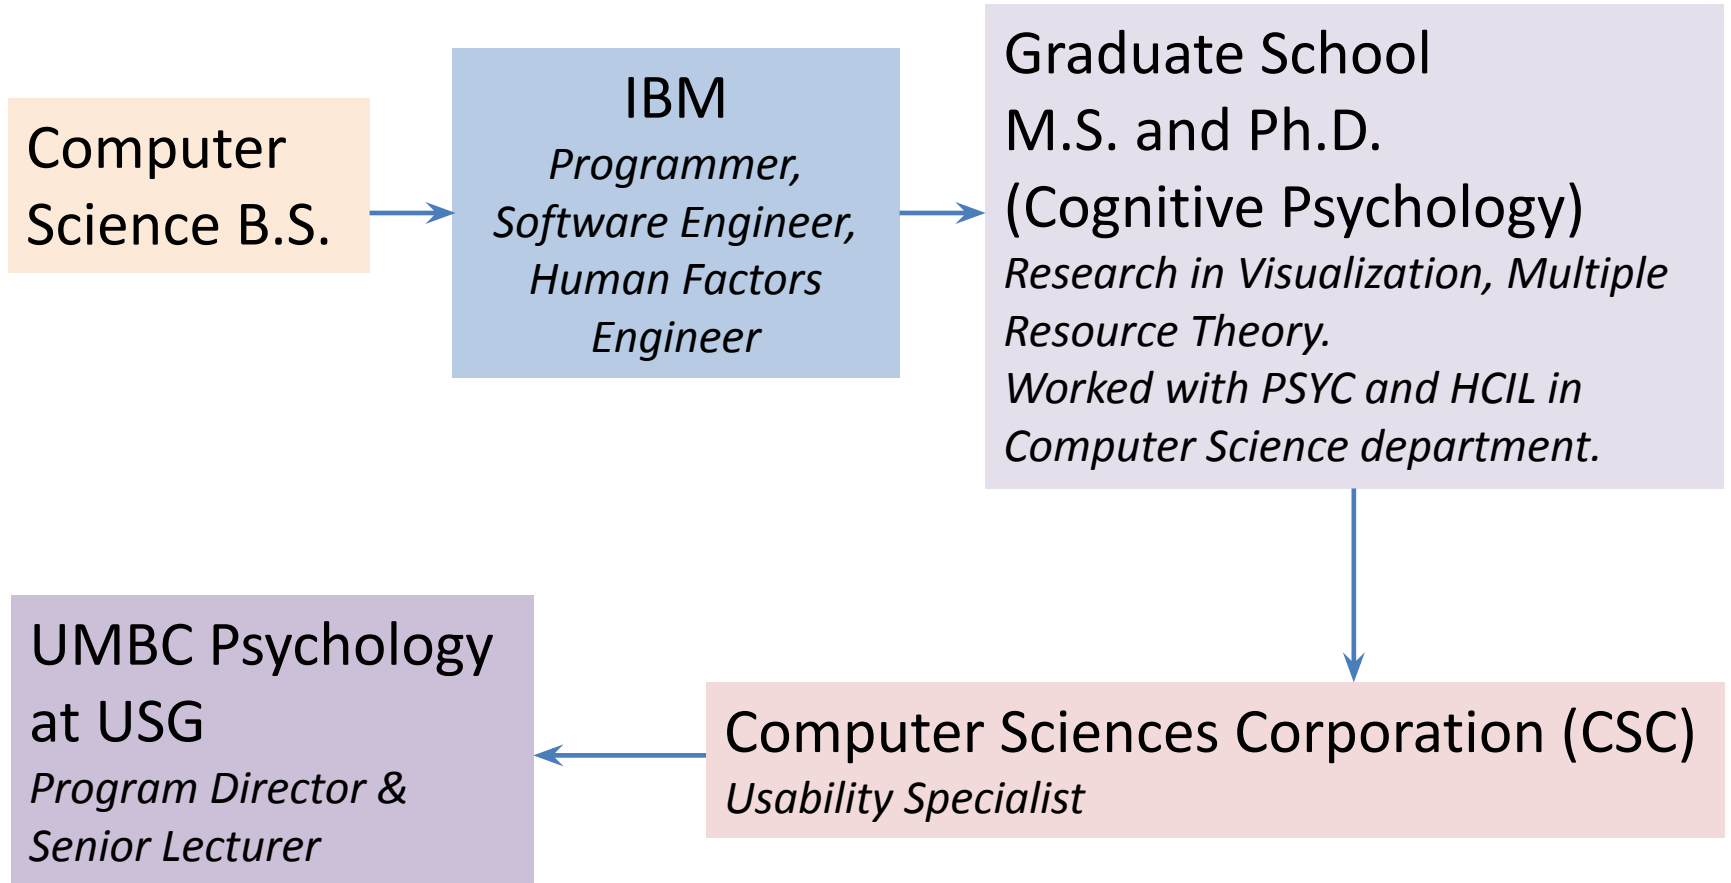 Computer
Science B.S.
IBM
Programmer,
Software Engineer,
Human Factors
Engineer
Graduate School
M.S. and Ph.D.
(Cognitive Psychology)
Research in Visualization, Multiple
Resource Theory.
Worked with PSYC and HCIL in
Computer Science department.
Computer Sciences Corporation (CSC)
Usability Specialist
UMBC Psychology
at USG
Program Director &
Senior Lecturer